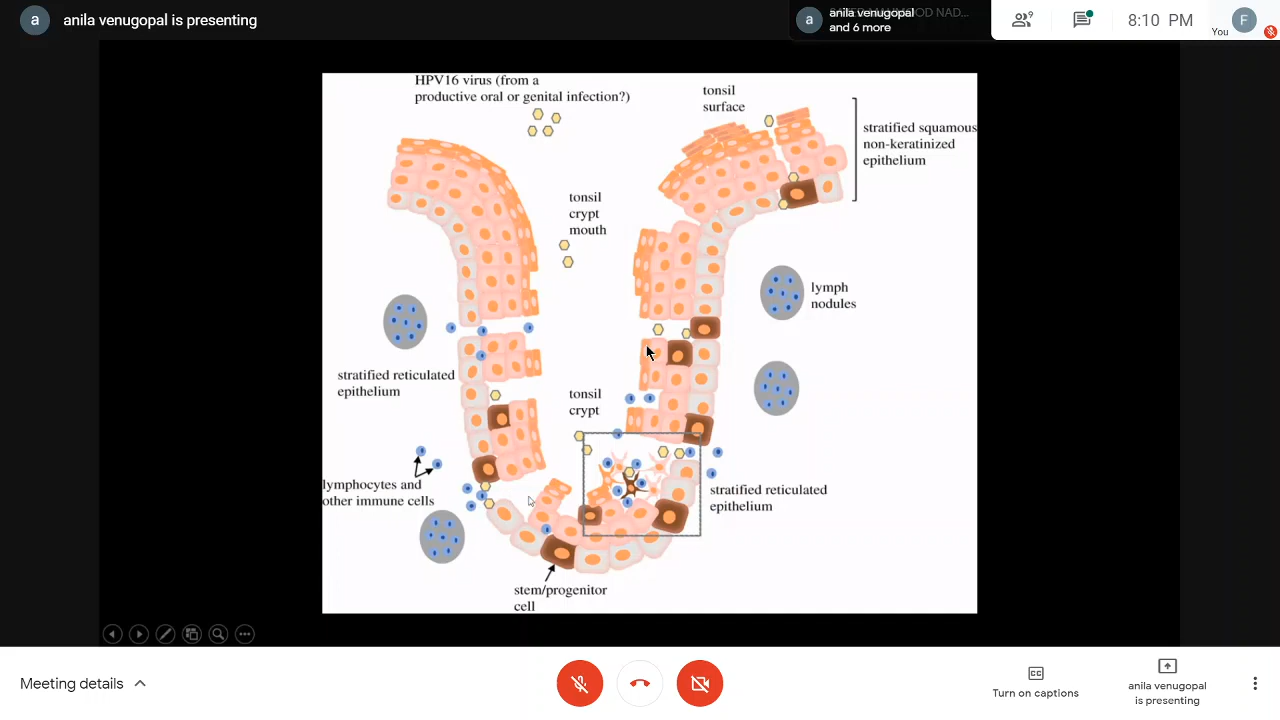 a
anila venugopal is presenting
a
anila venugopal
and 6 more
9
8:10 PM
You
F
HPV16 virus (from a
productive oral or genital infection?)
tonsil
surface
stratified squamous
non-keratinized
epithelium
tonsil
crypt
mouth
lymph
nodules
stratified reticulated
epithelium
tonsil
crypt
lymphocytes and
other immune cells
stratified reticulated
epithelium
stem/progenitor
cell
Meeting details
CC
Turn on captions
anila venugopal
is presenting